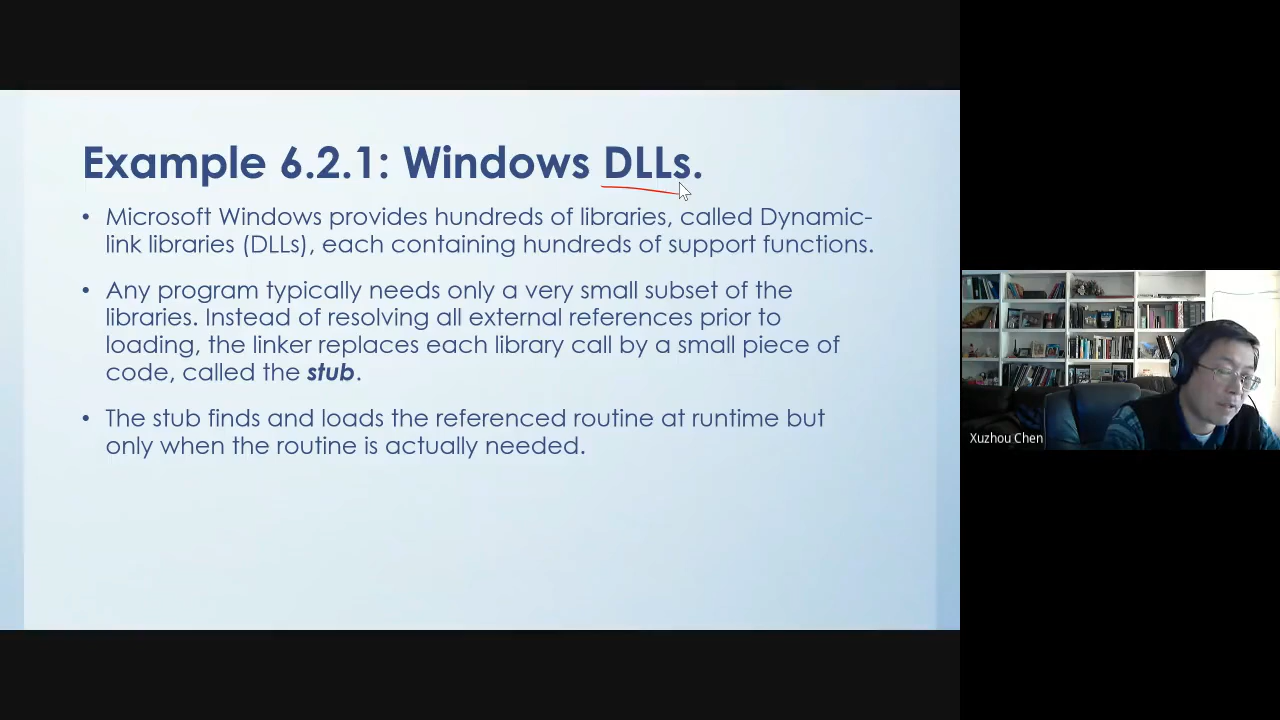 Example 6.2.1: Windows DLLs.
• Microsoft Windows provides hundreds of libraries, called Dynamic-
link libraries (DLLs), each containing hundreds of support functions.
• Any program typically needs only a very small subset of the
libraries. Instead of resolving all external references prior to
loading, the linker replaces each library call by a small piece of
code, called the stub.
• The stub finds and loads the referenced routine at runtime but
only when the routine is actually needed.
Xuzhou Chen